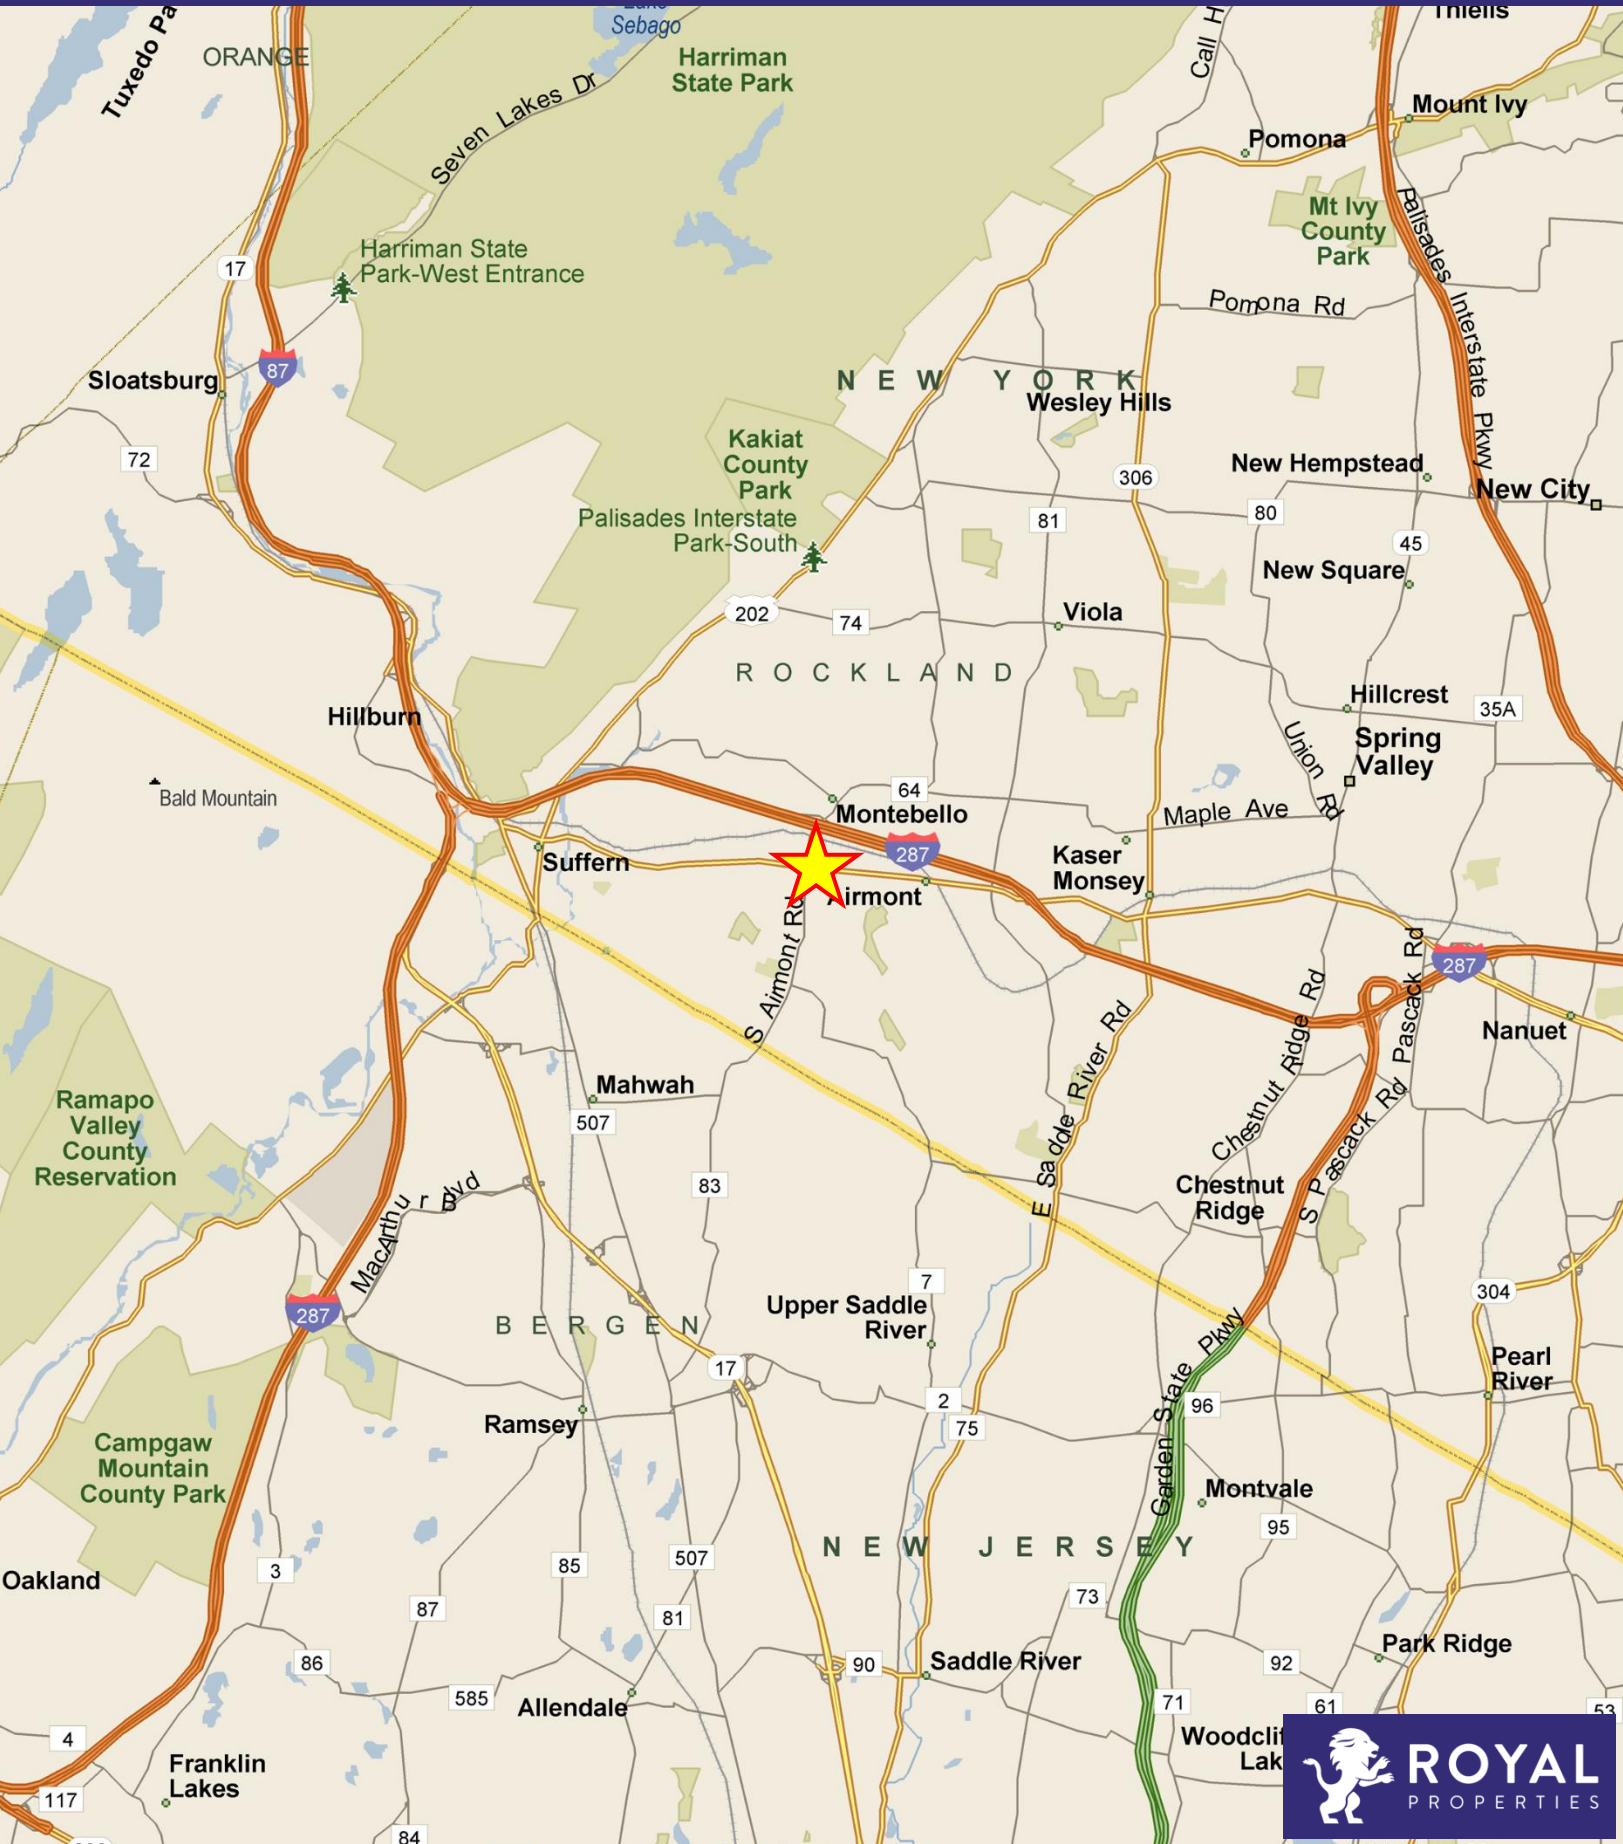 Lake
Sebago
Thiells
Tuxedo Pa
ORANGE
Harriman
State Park
Call H
Seven Lakes Dr
Mount Ivy
Pomona
Mt Ivy
County
Park
Palisades Interstate Pkwy
Harriman State
Park-West Entrance
17
Pomona Rd
87
Sloatsburg
NEW YORK
Wesley Hills
Kakiat
County
Park
72
306
New Hempstead
New City
Palisades Interstate
Park-South
81
80
45
New Square
202
74
Viola
ROCKLAND
Hillburn
Hillcrest
35A
Union Rd
Spring
Valley
Bald Mountain
64
Montebello
Maple Ave
Suffern
287
Kaser
Monsey
Airmont
S Airmont Rd
287
Chestnut Ridge Rd
Pascack Rd
Nanuet
E Saddle River Rd
S Pascack Rd
Ramapo
Valley
County
Reservation
Mahwah
507
83
MacArthur Blvd
Chestnut
Ridge
7
304
287
Upper Saddle
River
BERGEN
Garden State Pkwy
17
Pearl
River
2
96
75
Ramsey
Campgaw
Mountain
County Park
Montvale
95
NEW JERSEY
Oakland
3
85
507
73
87
81
86
90
Saddle River
92
Park Ridge
585
Allendale
71
61
53
4
Woodclif
Lak
Franklin
Lakes
117
84
ROYAL
PROPERTIES